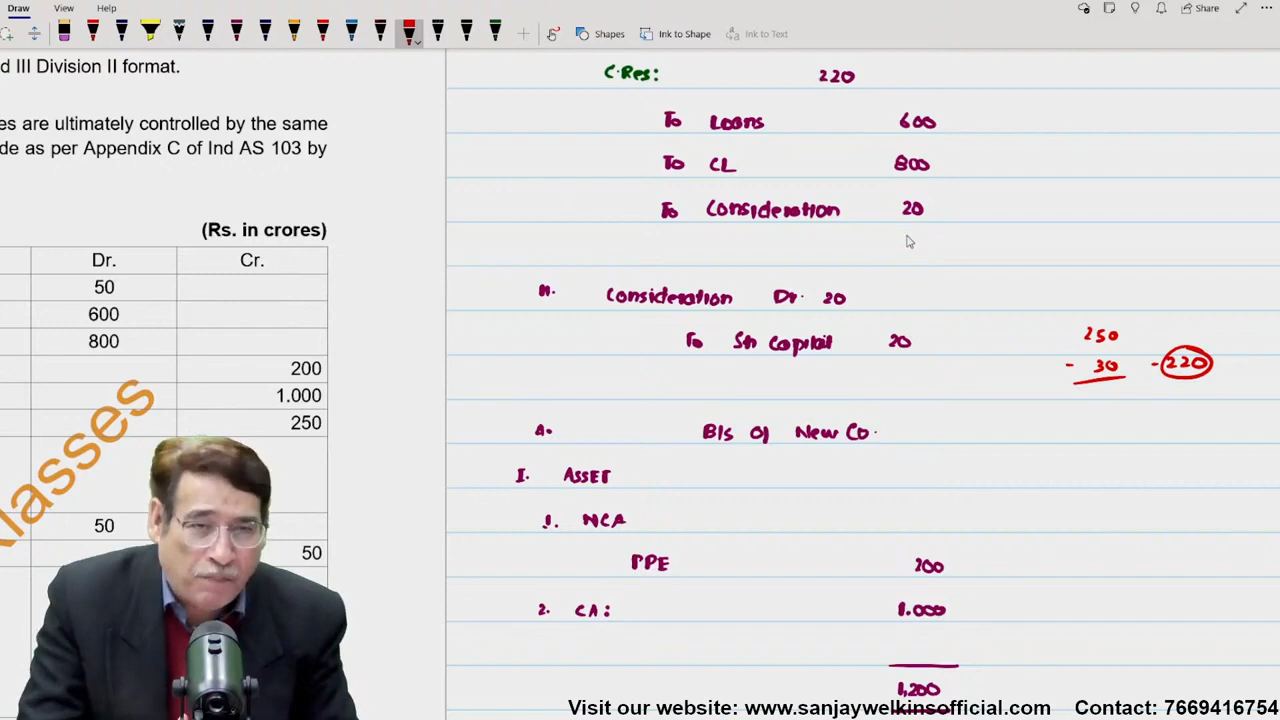 Draw View Help
Share
Shapes Ink to Shape Ink to Text
d III Division II format.
es are ultimately controlled by the same
de as per Appendix C of Ind AS 103 by
(Rs. in crores)
Dr. Cr.
50
600
800
200
1.000
250
50
50
Klasses
C.Res: 220
To Loans 600
To CL 800
To Consideration 20
Consideration Dr. 20
To Sh Capital 20
250
- 30 - 220
A. B/s of New Co.
I. ASSET
1. NCA
PPE 200
2. CA: 1.000
1,200
Visit our website: www.sanjaywelkinsofficial.com Contact: 7669416754